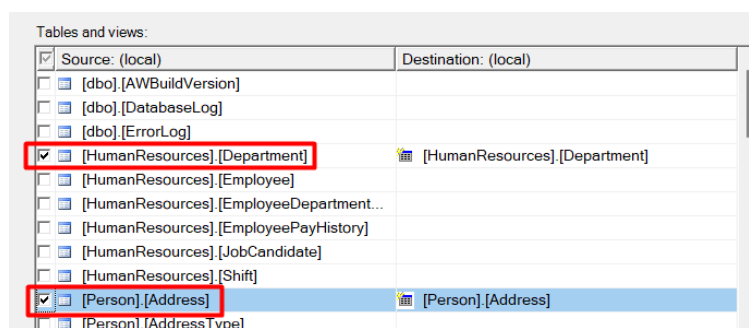 Tables and views:
Source: (local) Destination: (local)
[dbo].[AWBuildVersion]
[dbo].[DatabaseLog]
[dbo].[ErrorLog]
[HumanResources].[Department] [HumanResources].[Department]
[HumanResources].[Employee]
[HumanResources].[EmployeeDepartment...
[HumanResources].[EmployeePayHistory]
[HumanResources].[JobCandidate]
[HumanResources].[Shift]
[Person].[Address] [Person].[Address]
[Person].[AddressType]